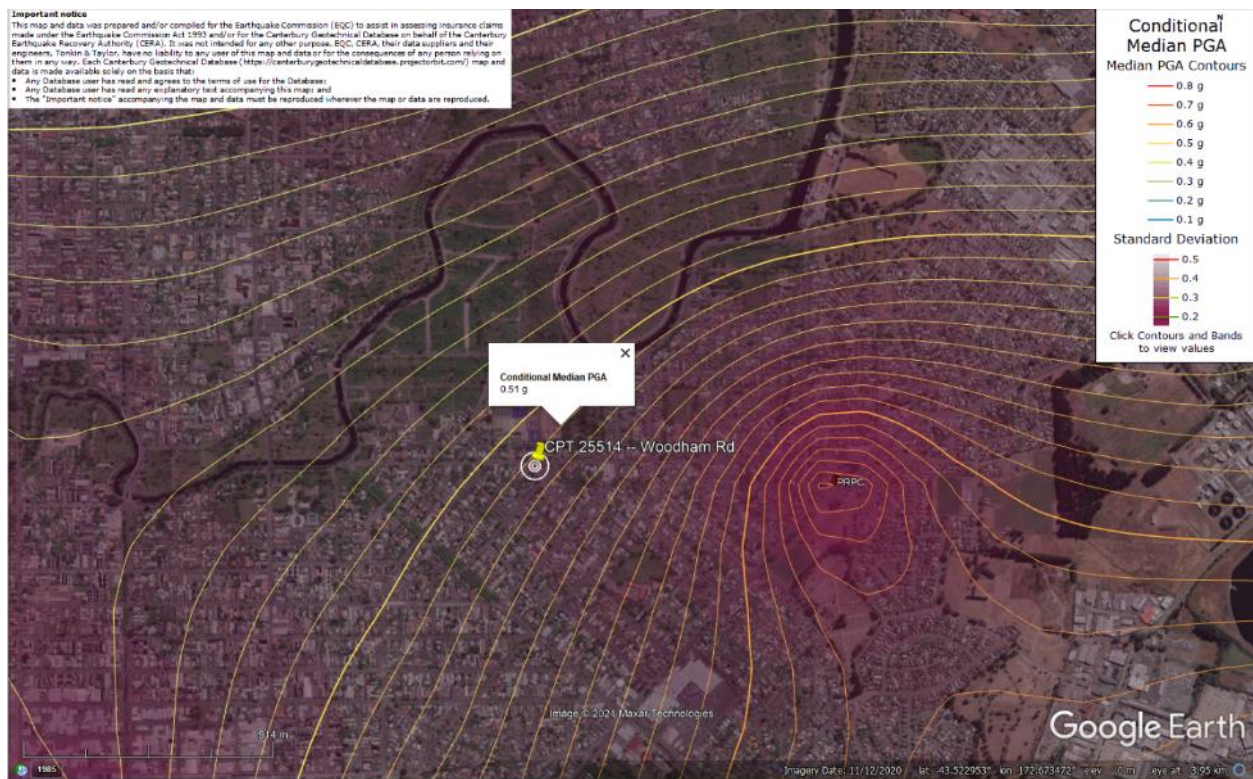 Important notice
This map and data was prepared and/or compiled for the Earthquake Commission (EQC) to assist in assessing insurance claims
made under the Earthquake Commission Act 1993 and/or for the Canterbury Geotechnical Database on behalf of the Canterbury
Earthquake Recovery Authority (CERA). It was not intended for any other purpose. EQC, CERA, their data suppliers and their
engineers, Tonkin & Taylor, have no liability to any user of this map and data or for the consequences of any person relying on
them in any way. Each Canterbury Geotechnical Database (https://canterburygeotechnicaldatabase.projectorbit.com/) map and
data is made available solely on the basis that:
• Any Database user has read and agrees to the terms of use for the Database;
• Any Database user has read any explanatory text accompanying this map; and
• The "Important notice" accompanying the map and data must be reproduced wherever the map or data are reproduced.
N
Conditional
Median PGA
Median PGA Contours
0.8 g
0.7 g
0.6 g
0.5 g
0.4 g
0.3 g
0.2 g
0.1 g
Standard Deviation
0.5
0.4
0.3
0.2
Click Contours and Bands
to view values
Conditional Median PGA
0.51 g
CPT 25514 -- Woodham Rd
PRPC
Image © 2021 Maxar Technologies
Google Earth
914 m
1985
Imagery Date: 11/12/2020 lat -43.522953° lon 172.673472° elev 0 m eye alt 3.95 km